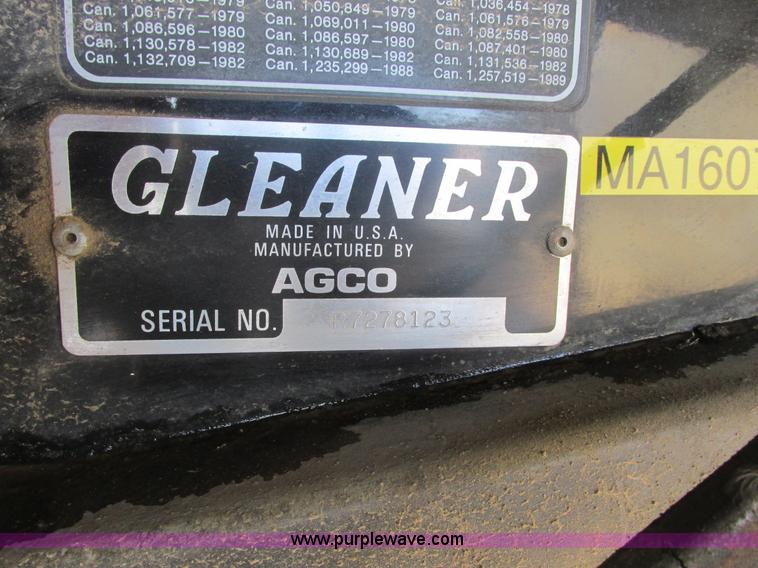 1,050,849–1979
1,036,454–1978
Can. 1,061,577–1979
Can. 1,069,011–1980
Can. 1,061,576–1979
Can. 1,086,596–1980
Can. 1,086,597–1980
Can. 1,082,558–1980
Can. 1,087,401–1980
Can. 1,130,578–1982
Can. 1,130,889–1982
Can. 1,131,536–1982
Can. 1,132,709–1982
Can. 1,235,299–1988
Can. 1,257,519–1989
GLEANER
MADE IN U.S.A.
MANUFACTURED BY
AGCO
SERIAL NO. R7278123
MA1607
www.purplewave.com